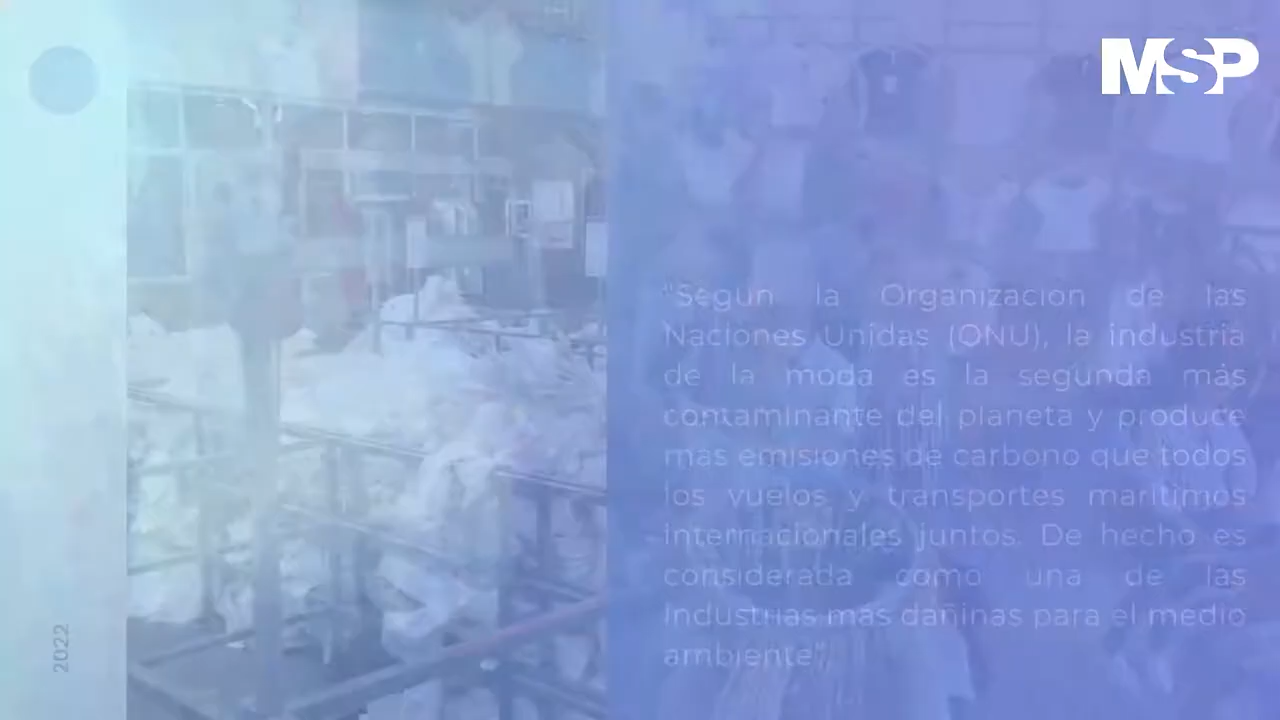 MSP
"Según la Organización de las
Naciones Unidas (ONU), la industria
de la moda es la segunda más
contaminante del planeta y produce
más emisiones de carbono que todos
los vuelos y transportes marítimos
internacionales juntos. De hecho es
considerada como una de las
industrias más dañinas para el medio
ambiente".
2022